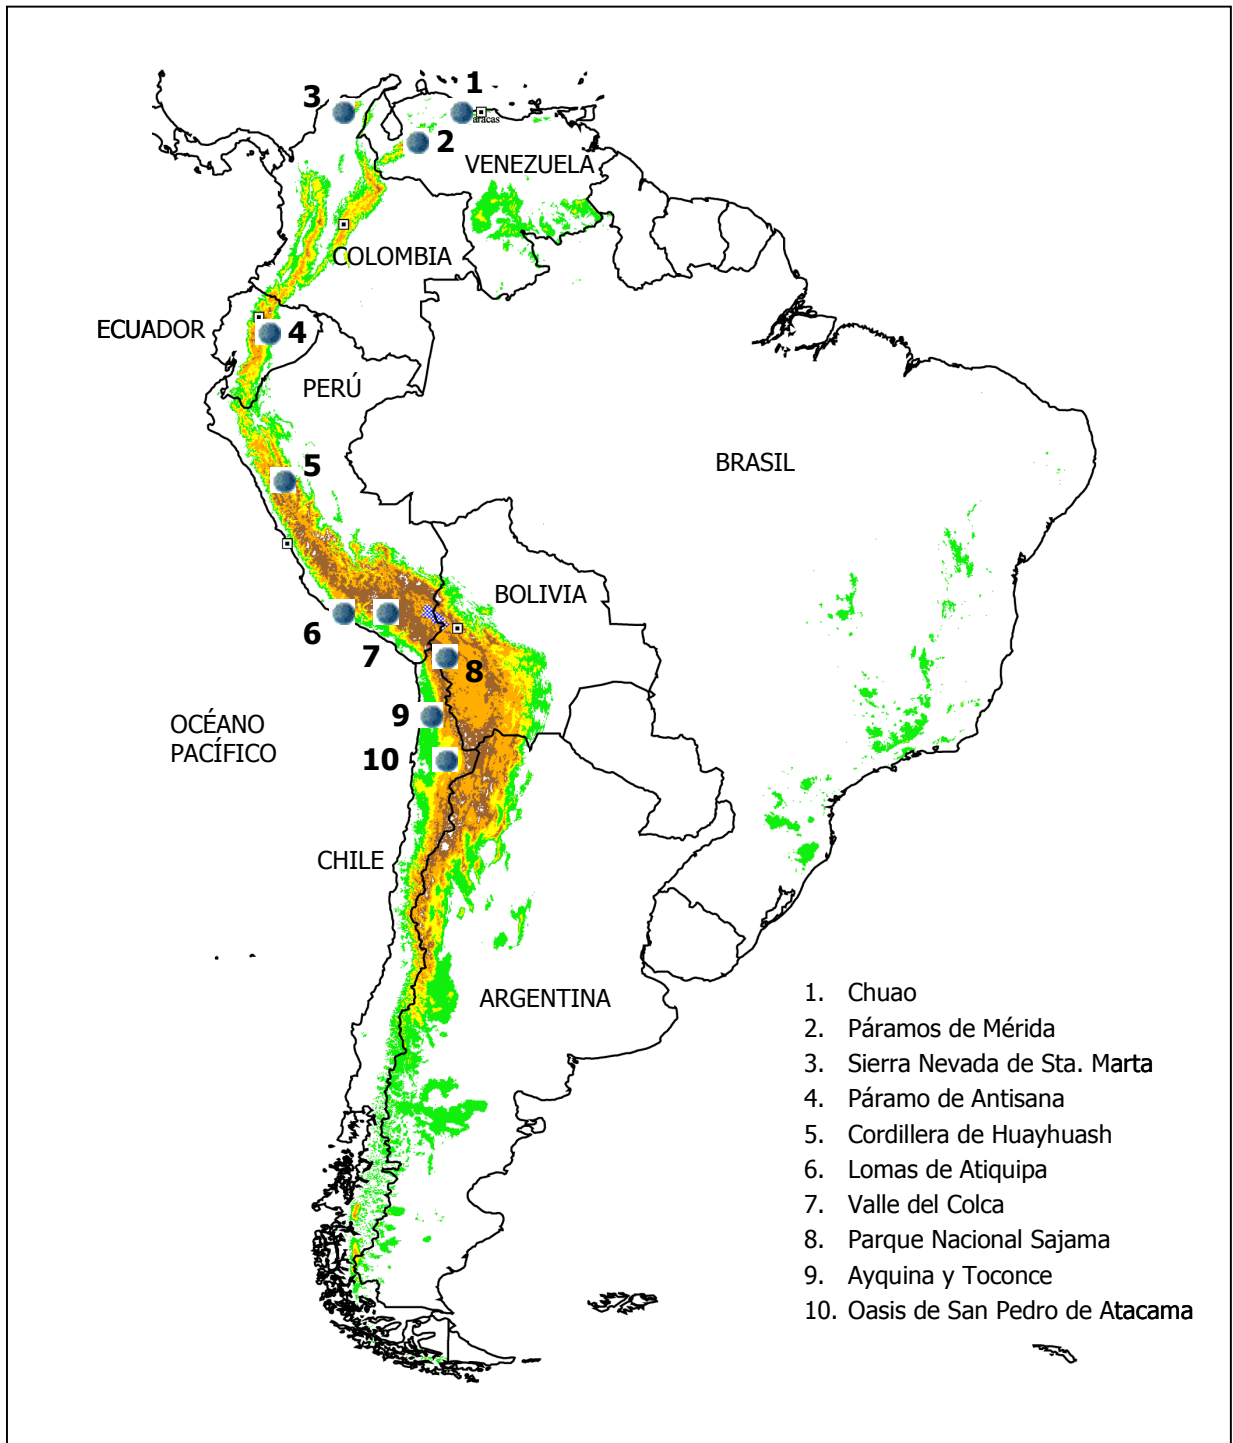 3
1
aracas
2
VENEZUELA
COLOMBIA
ECUADOR
4
PERÚ
5
BRASIL
BOLIVIA
6
7
8
9
OCÉANO
PACÍFICO
10
CHILE
ARGENTINA
1. Chuao
2. Páramos de Mérida
3. Sierra Nevada de Sta. Marta
4. Páramo de Antisana
5. Cordillera de Huayhuash
6. Lomas de Atiquipa
7. Valle del Colca
8. Parque Nacional Sajama
9. Ayquina y Toconce
10. Oasis de San Pedro de Atacama